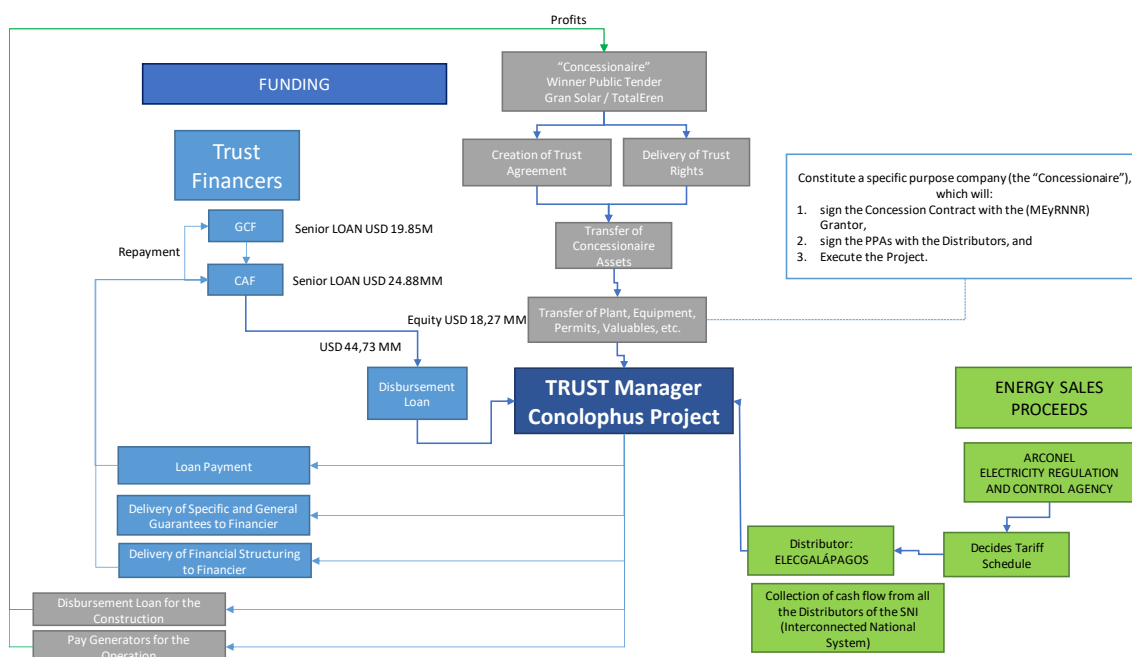 Profits
FUNDING
"Concessionaire"
Winner Public Tender
Gran Solar / TotalEren
Trust
Financers
Creation of Trust
Agreement
Delivery of Trust
Rights
Constitute a specific purpose company (the "Concessionaire"),
which will:
1. sign the Concession Contract with the (MEyRNNR)
Grantor,
2. sign the PPAs with the Distributors, and
3. Execute the Project.
GCF
Senior LOAN USD 19.85M
Repayment
Transfer of
Concessionaire
Assets
CAF
Senior LOAN USD 24.88MM
Equity USD 18,27 MM
Transfer of Plant, Equipment,
Permits, Valuables, etc.
USD 44,73 MM
Disbursement
Loan
TRUST Manager
Conolophus Project
ENERGY SALES
PROCEEDS
Loan Payment
ARCONEL
ELECTRICITY REGULATION
AND CONTROL AGENCY
Delivery of Specific and General
Guarantees to Financier
Delivery of Financial Structuring
to Financier
Distributor:
ELECGALÁPAGOS
Decides Tariff
Schedule
Disbursement Loan for the
Construction
Collection of cash flow from all
the Distributors of the SNI
(Interconnected National
System)
Pay Generators for the
Operation